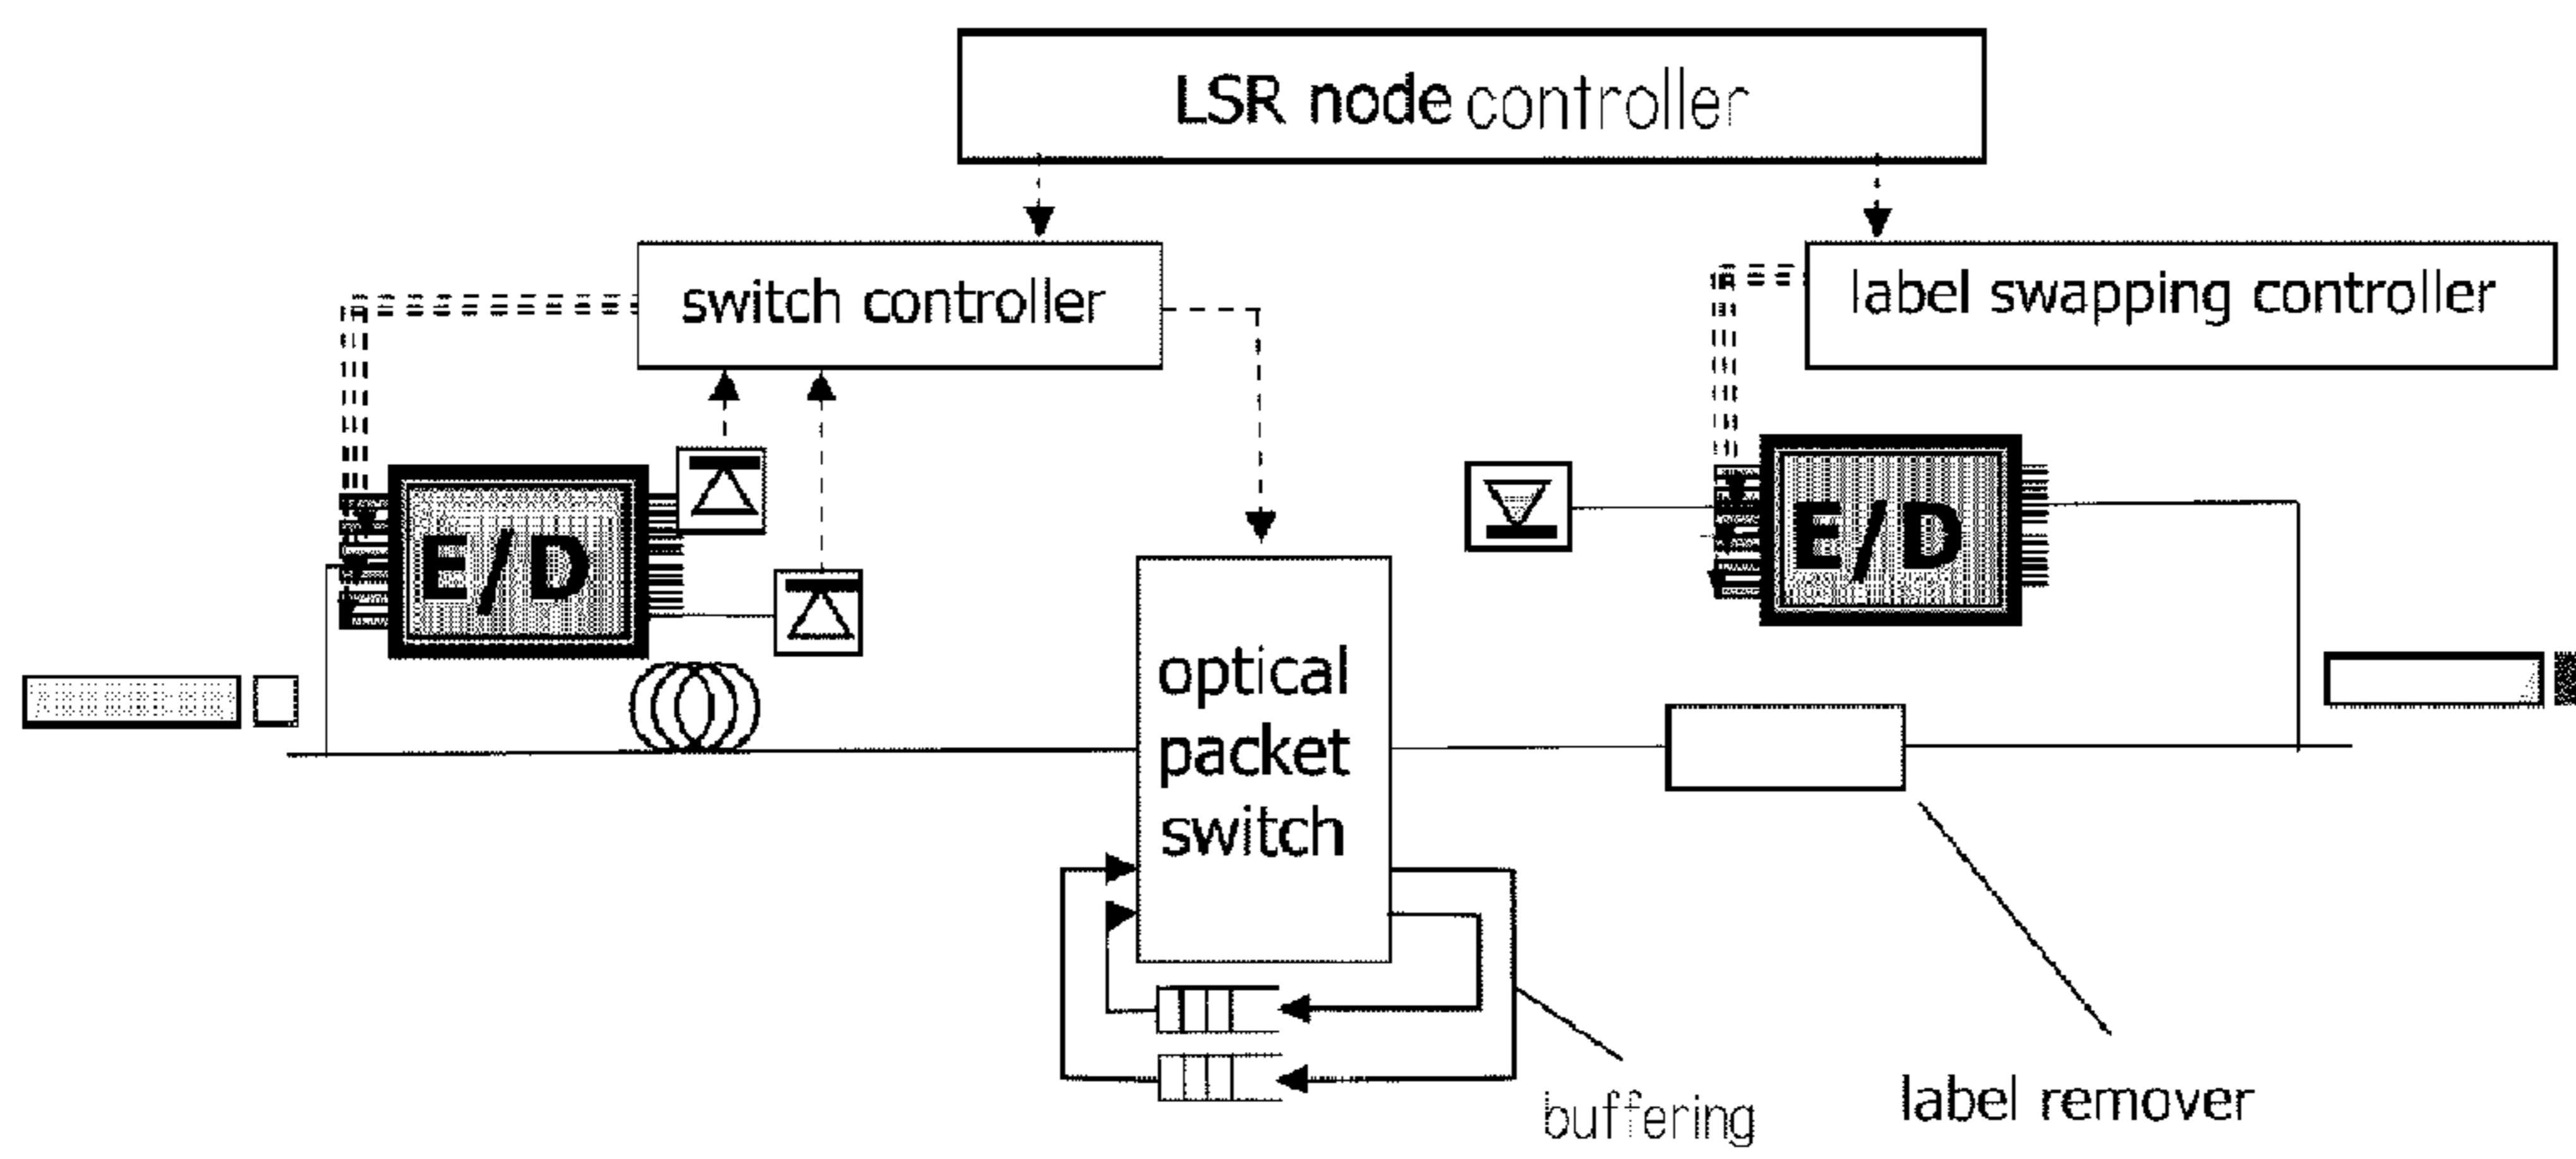 LSR node controller
switch controller
label swapping controller
E/D
E/D
optical
packet
switch
buffering
label remover